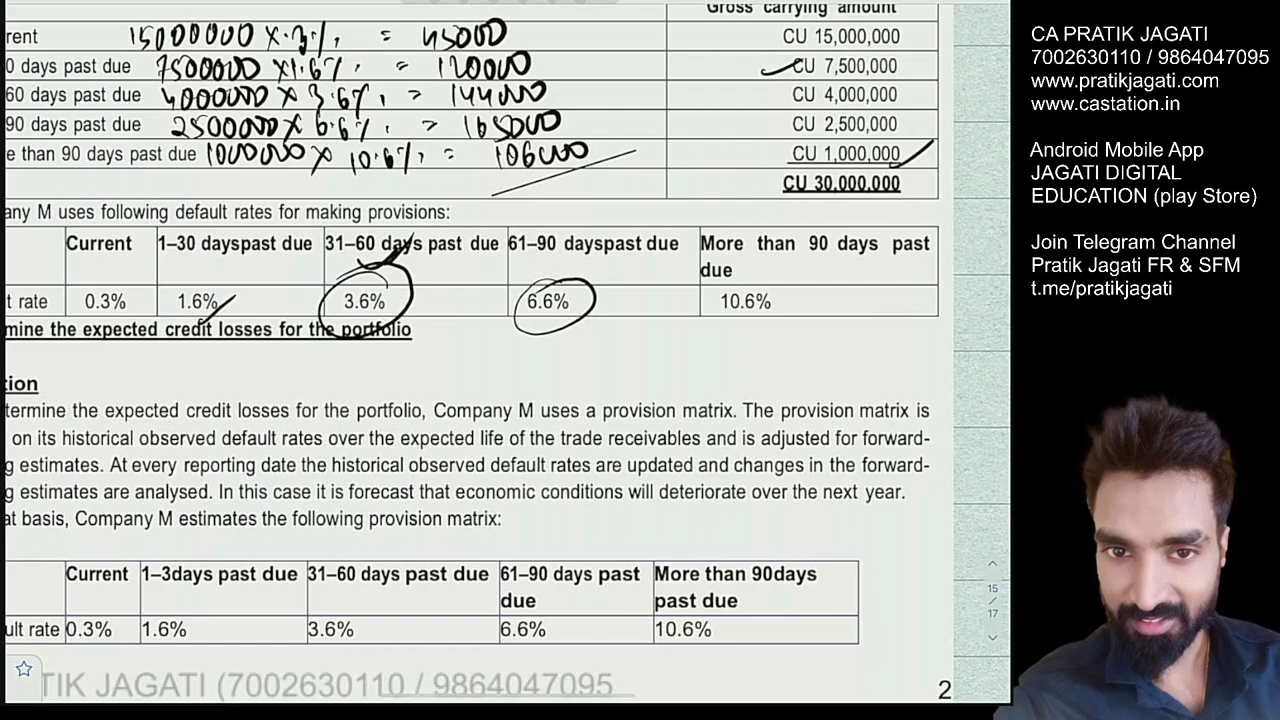 Gross carrying amount
rent 15000000 × .3% = 45000 CU 15,000,000
0 days past due 7500000 × 1.6% = 120000 CU 7,500,000
60 days past due 4000000 × 3.6% = 144000 CU 4,000,000
90 days past due 2500000 × 6.6% = 165000 CU 2,500,000
e than 90 days past due 1000000 × 10.6% = 106000 CU 1,000,000
CU 30.000.000
any M uses following default rates for making provisions:
Current 1–30 dayspast due 31–60 days past due 61–90 dayspast due More than 90 days past
due
t rate 0.3% 1.6% 3.6% 6.6% 10.6%
mine the expected credit losses for the portfolio
tion
termine the expected credit losses for the portfolio, Company M uses a provision matrix. The provision matrix is
on its historical observed default rates over the expected life of the trade receivables and is adjusted for forward-
g estimates. At every reporting date the historical observed default rates are updated and changes in the forward-
g estimates are analysed. In this case it is forecast that economic conditions will deteriorate over the next year.
at basis, Company M estimates the following provision matrix:
Current 1–3days past due 31–60 days past due 61–90 days past More than 90days
due past due
ult rate 0.3% 1.6% 3.6% 6.6% 10.6%
TIK JAGATI (7002630110 / 9864047095
2
15
/
17
CA PRATIK JAGATI
7002630110 / 9864047095
www.pratikjagati.com
www.castation.in
Android Mobile App
JAGATI DIGITAL
EDUCATION (play Store)
Join Telegram Channel
Pratik Jagati FR & SFM
t.me/pratikjagati